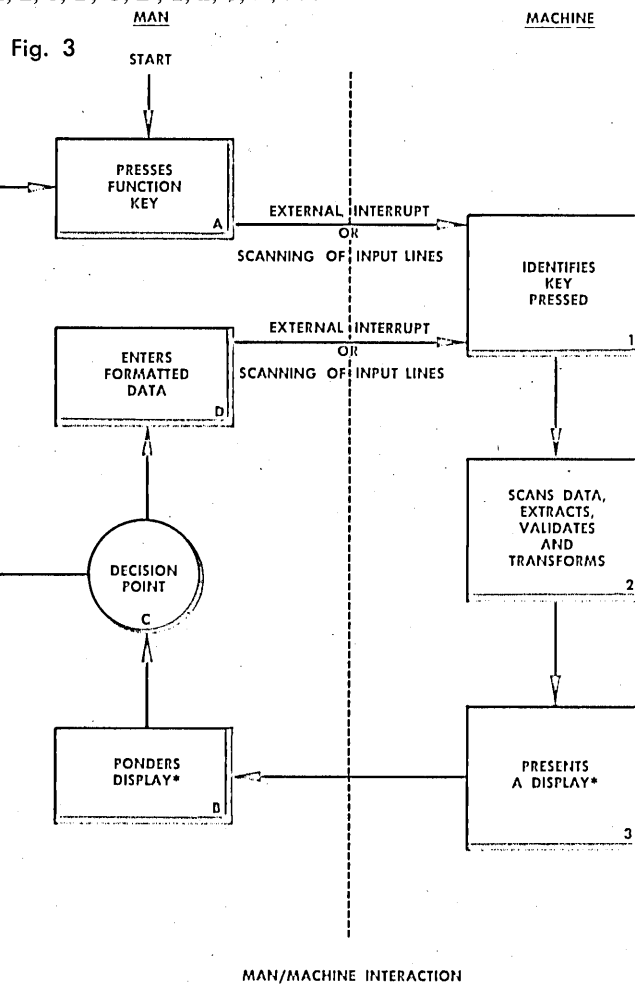 MAN
MACHINE
Fig. 3
START
PRESSES
FUNCTION
KEY
A
EXTERNAL INTERRUPT
OR
SCANNING OF INPUT LINES
IDENTIFIES
KEY
PRESSED
1
ENTERS
FORMATTED
DATA
D
EXTERNAL INTERRUPT
OR
SCANNING OF INPUT LINES
SCANS DATA,
EXTRACTS,
VALIDATES
AND
TRANSFORMS
2
DECISION
POINT
C
PONDERS
DISPLAY*
B
PRESENTS
A DISPLAY*
3
MAN/MACHINE INTERACTION